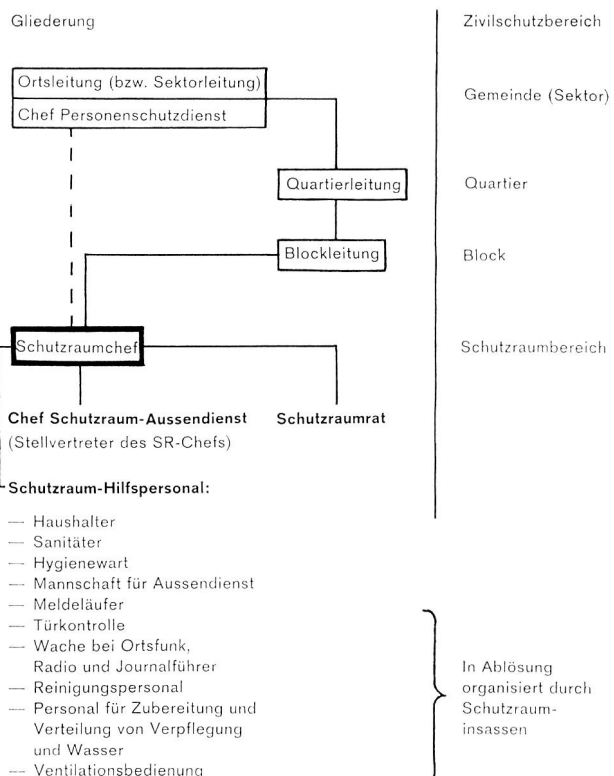 Gliederung
Zivilschutzbereich
Ortsleitung (bzw. Sektorleitung)
Chef Personenschutzdienst
Gemeinde (Sektor)
Quartierleitung
Quartier
Blockleitung
Block
Schutzraumchef
Schutzraumbereich
Chef Schutzraum-Aussendienst
(Stellvertreter des SR-Chefs)
Schutzraumrat
Schutzraum-Hilfspersonal:
— Haushalter
— Sanitäter
— Hygienewart
— Mannschaft für Aussendienst
— Meldeläufer
— Türkontrolle
— Wache bei Ortsfunk,
Radio und Journalführer
— Reinigungspersonal
— Personal für Zubereitung und
Verteilung von Verpflegung
und Wasser
— Ventilationsbedienung
In Ablösung
organisiert durch
Schutzraum-
insassen